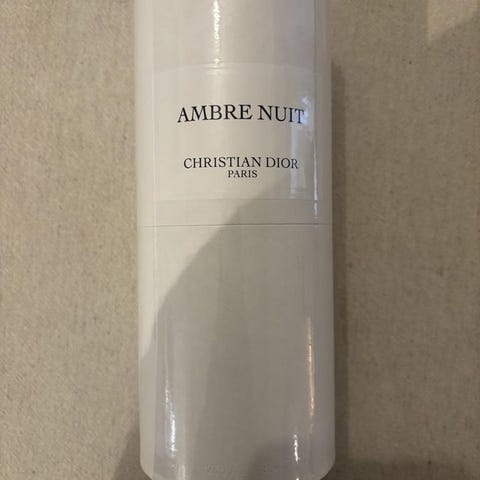 AMBRE NUIT
CHRISTIAN DIOR
PARIS